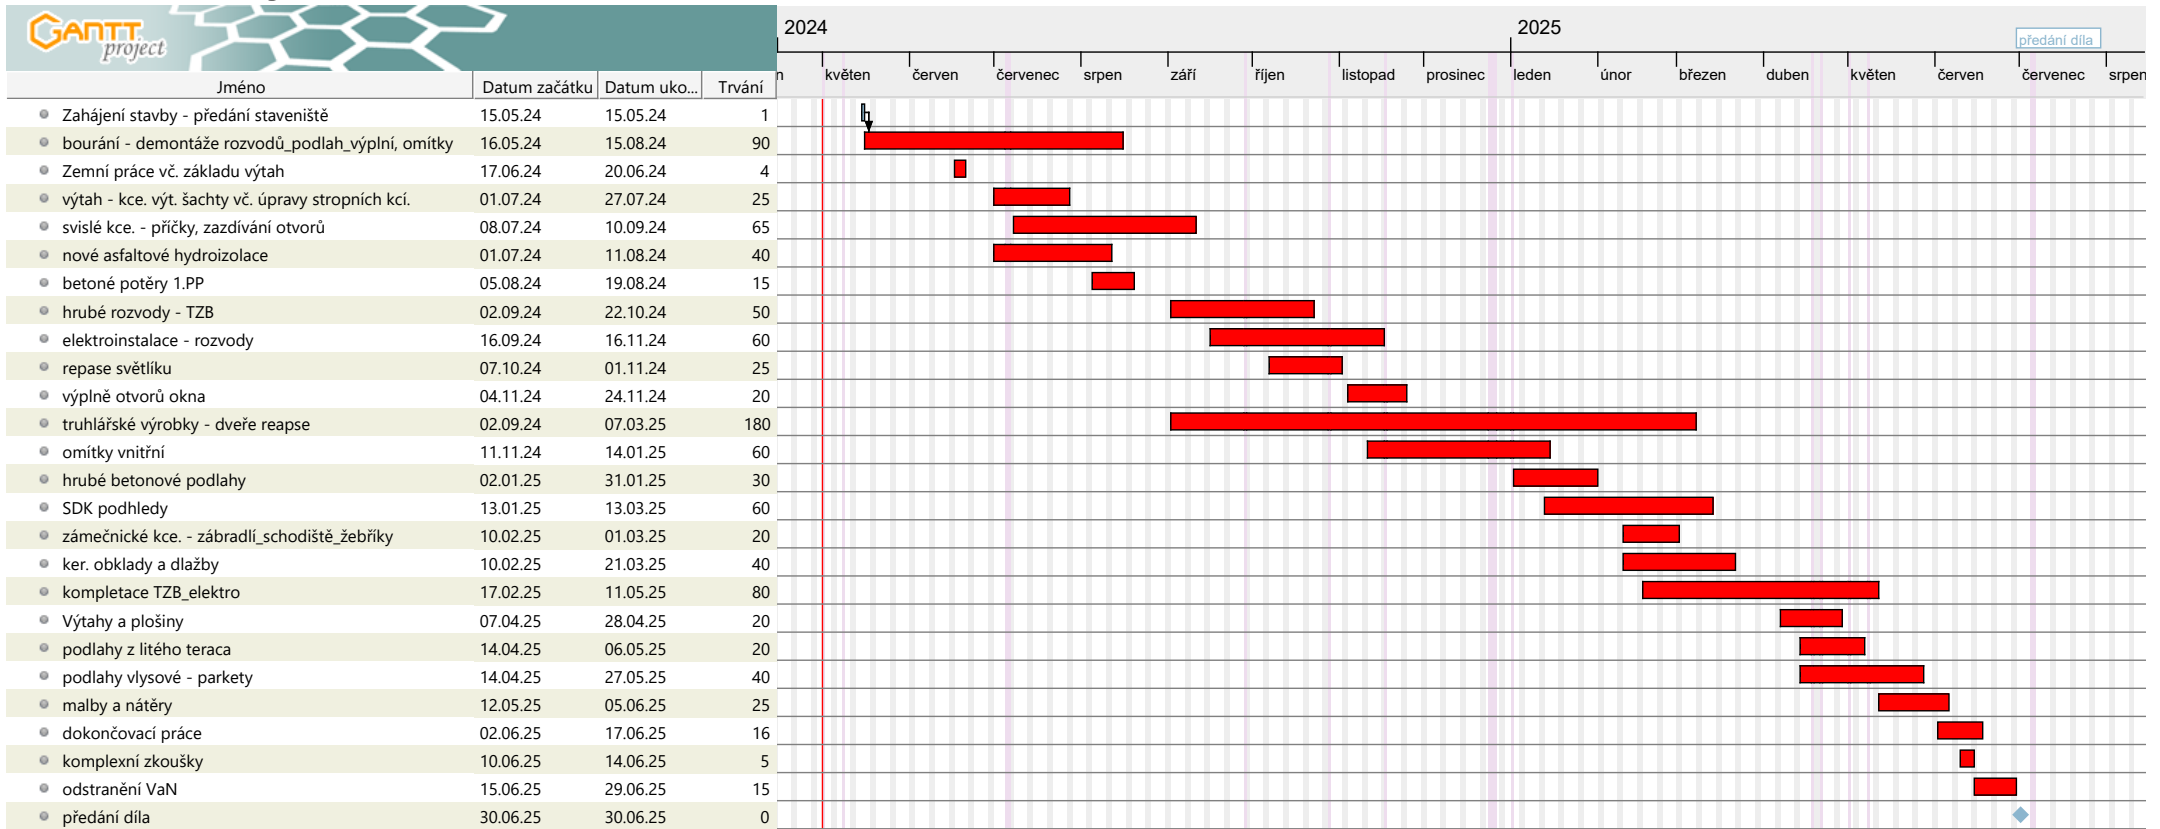 GANTT project
2024 2025
předání díla
Jméno Datum začátku Datum uko... Trvání
n květen červen červenec srpen září říjen listopad prosinec leden únor březen duben květen červen červenec srpen
Zahájení stavby - předání staveniště 15.05.24 15.05.24 1
bourání - demontáže rozvodů_podlah_výplní, omítky 16.05.24 15.08.24 90
Zemní práce vč. základu výtah 17.06.24 20.06.24 4
výtah - kce. výt. šachty vč. úpravy stropních kcí. 01.07.24 27.07.24 25
svislé kce. - příčky, zazdívání otvorů 08.07.24 10.09.24 65
nové asfaltové hydroizolace 01.07.24 11.08.24 40
betoné potěry 1.PP 05.08.24 19.08.24 15
hrubé rozvody - TZB 02.09.24 22.10.24 50
elektroinstalace - rozvody 16.09.24 16.11.24 60
repase světlíku 07.10.24 01.11.24 25
výplně otvorů okna 04.11.24 24.11.24 20
truhlářské výrobky - dveře reapse 02.09.24 07.03.25 180
omítky vnitřní 11.11.24 14.01.25 60
hrubé betonové podlahy 02.01.25 31.01.25 30
SDK podhledy 13.01.25 13.03.25 60
zámečnické kce. - zábradlí_schodiště_žebříky 10.02.25 01.03.25 20
ker. obklady a dlažby 10.02.25 21.03.25 40
kompletace TZB_elektro 17.02.25 11.05.25 80
Výtahy a plošiny 07.04.25 28.04.25 20
podlahy z litého teraca 14.04.25 06.05.25 20
podlahy vlysové - parkety 14.04.25 27.05.25 40
malby a nátěry 12.05.25 05.06.25 25
dokončovací práce 02.06.25 17.06.25 16
komplexní zkoušky 10.06.25 14.06.25 5
odstranění VaN 15.06.25 29.06.25 15
předání díla 30.06.25 30.06.25 0